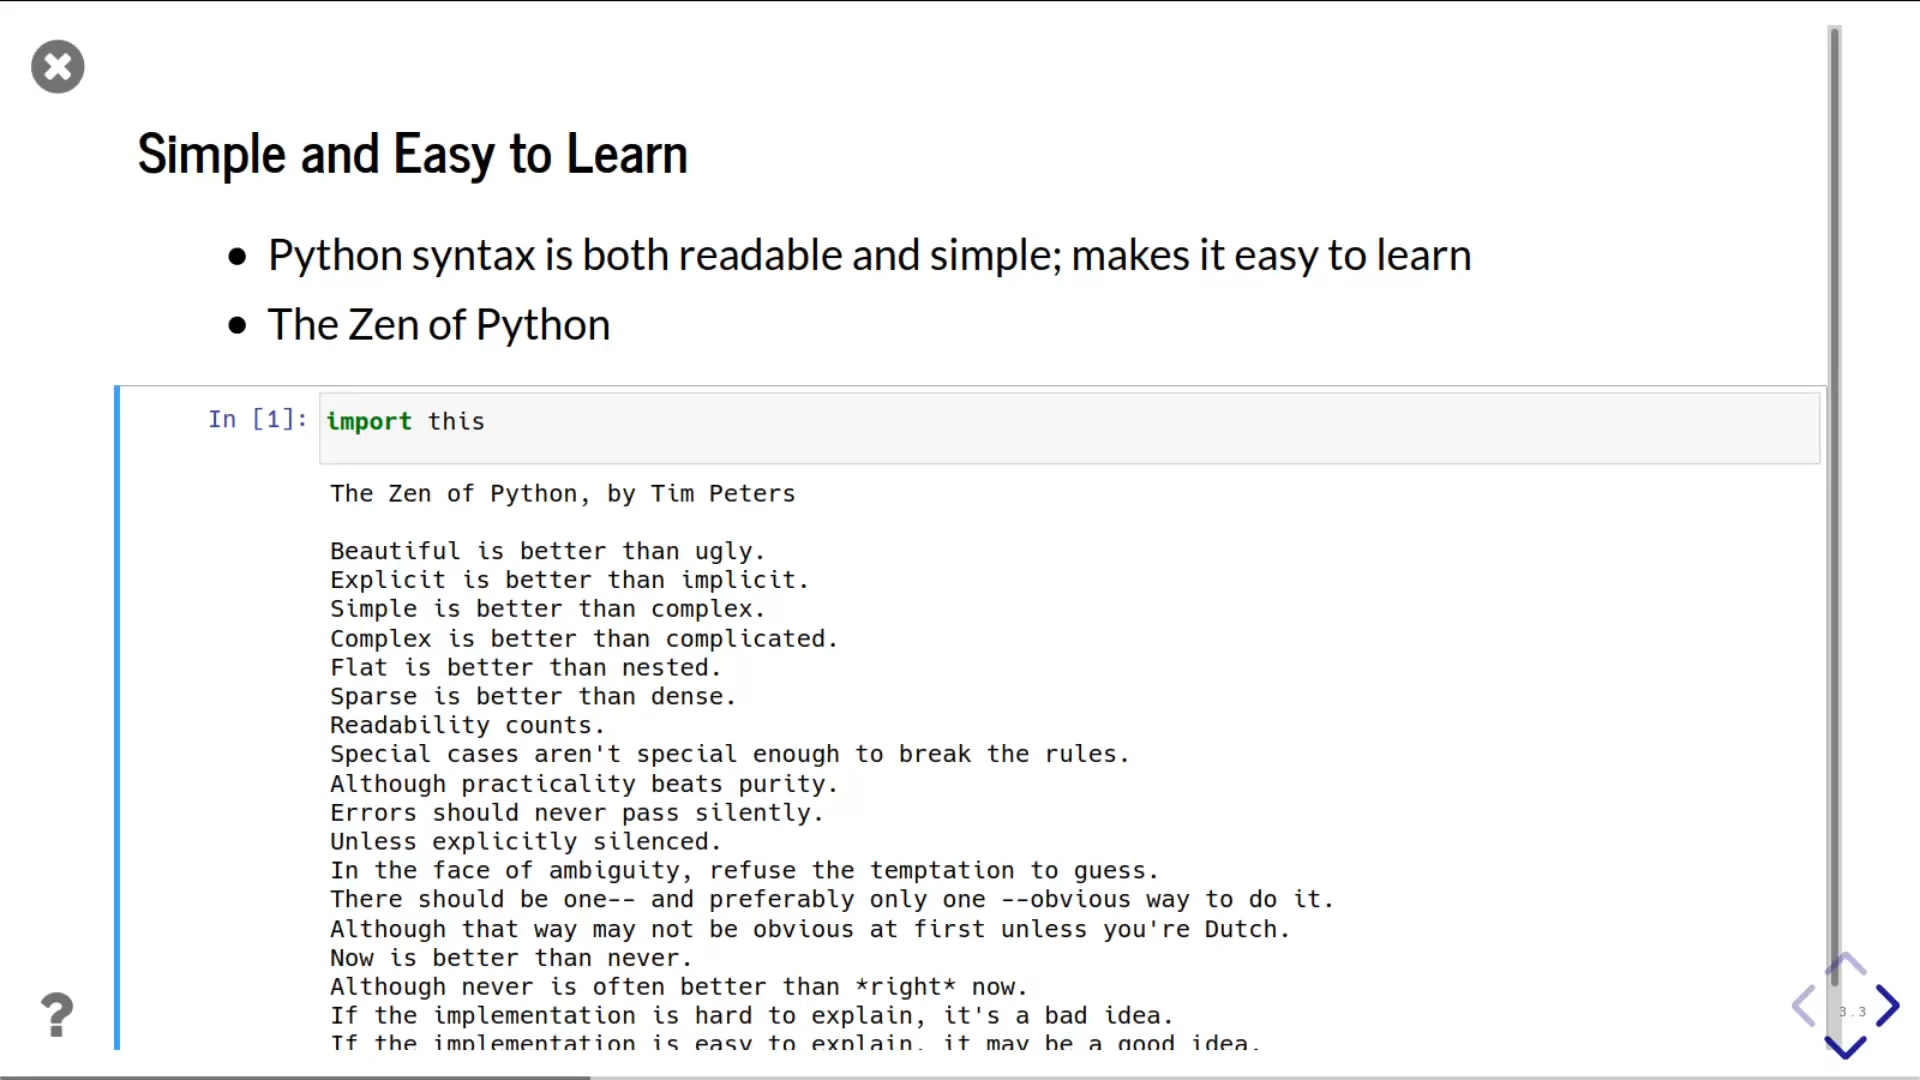 Simple and Easy to Learn
Python syntax is both readable and simple; makes it easy to learn
The Zen of Python
In [1]: import this
The Zen of Python, by Tim Peters
Beautiful is better than ugly.
Explicit is better than implicit.
Simple is better than complex.
Complex is better than complicated.
Flat is better than nested.
Sparse is better than dense.
Readability counts.
Special cases aren't special enough to break the rules.
Although practicality beats purity.
Errors should never pass silently.
Unless explicitly silenced.
In the face of ambiguity, refuse the temptation to guess.
There should be one-- and preferably only one --obvious way to do it.
Although that way may not be obvious at first unless you're Dutch.
Now is better than never.
Although never is often better than *right* now.
If the implementation is hard to explain, it's a bad idea.
If the implementation is easy to explain, it may be a good idea.
?
3.3